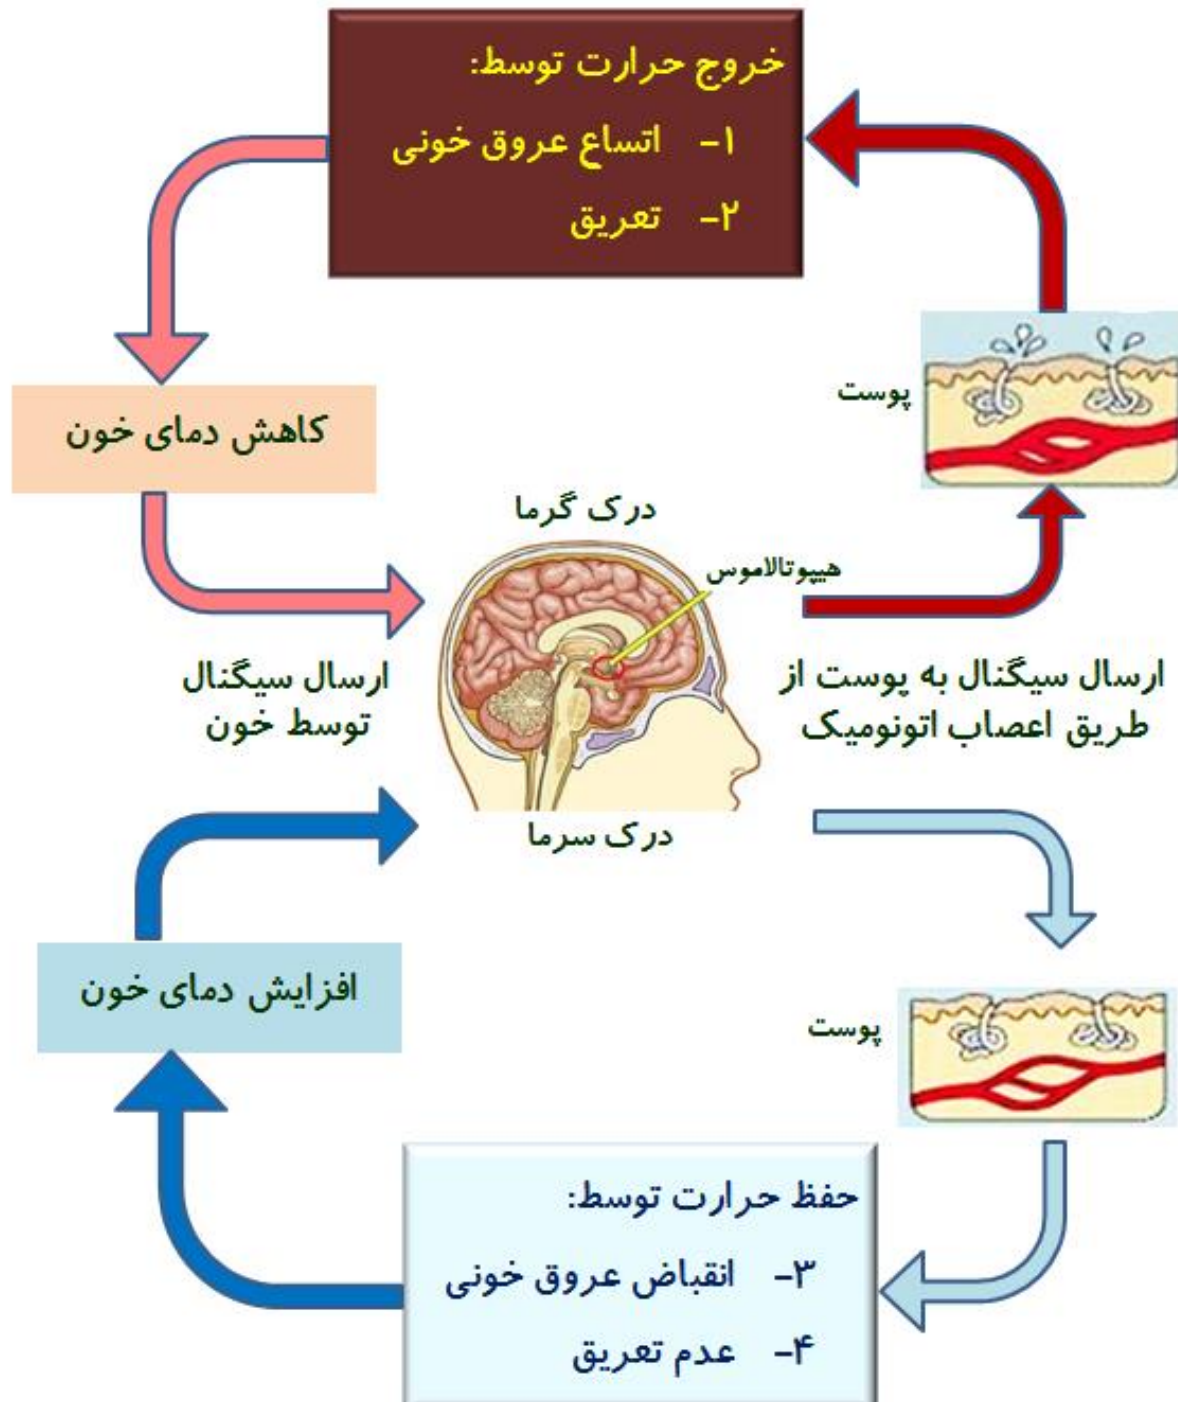 خروج حرارت توسط:
۱- اتساع عروق خونی
۲- تعریق
پوست
کاهش دمای خون
درک گرما
هیپوتالاموس
ارسال سیگنال به پوست از
طریق اعصاب اتونومیک
ارسال سیگنال
توسط خون
درک سرما
افزایش دمای خون
پوست
حفظ حرارت توسط:
۳- انقباض عروق خونی
۴- عدم تعریق